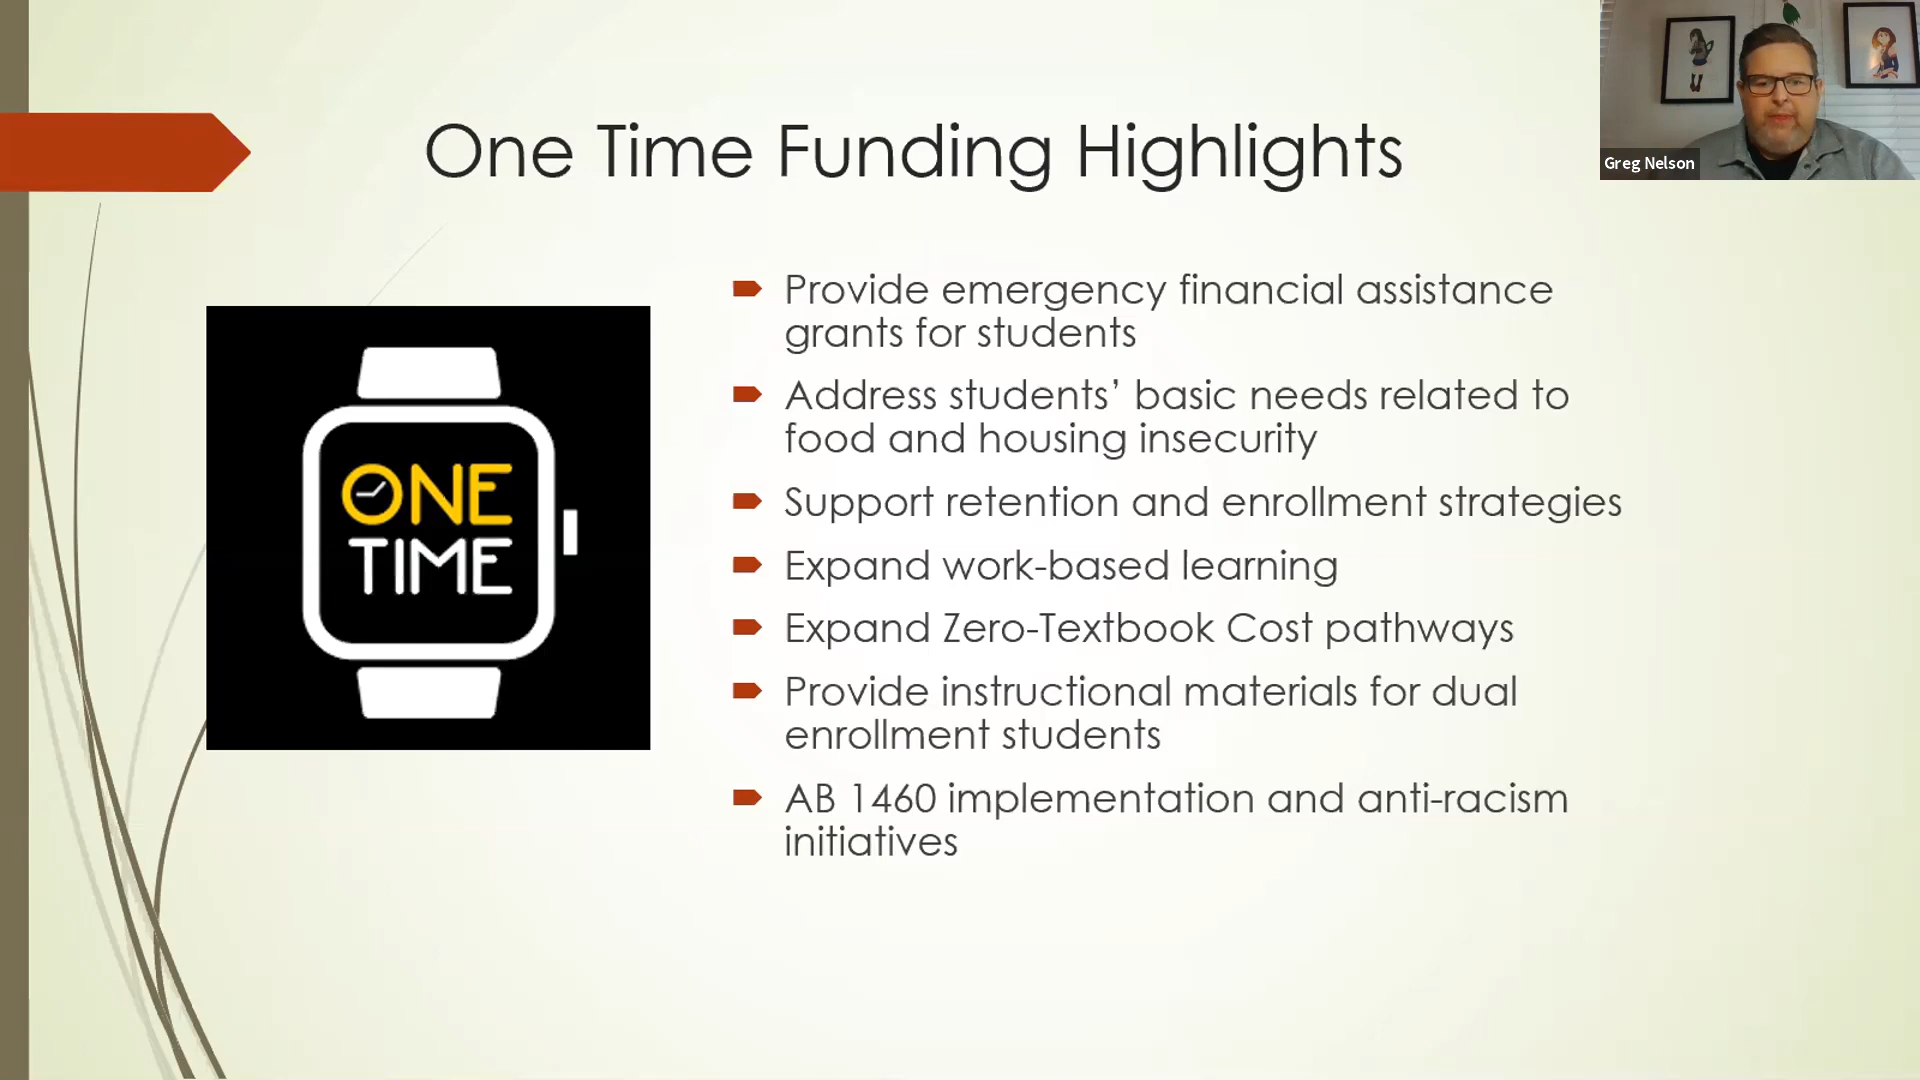 One Time Funding Highlights
Greg Nelson
ONE
TIME
Provide emergency financial assistance
grants for students
Address students’ basic needs related to
food and housing insecurity
Support retention and enrollment strategies
Expand work-based learning
Expand Zero-Textbook Cost pathways
Provide instructional materials for dual
enrollment students
AB 1460 implementation and anti-racism
initiatives